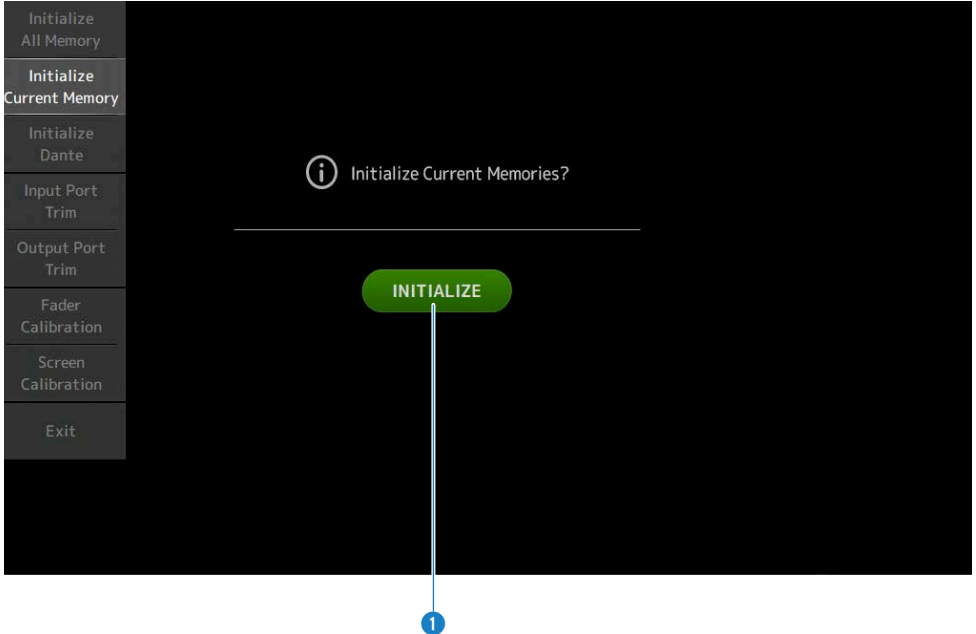 Initialize
All Memory
Initialize
Current Memory
Initialize
Dante
Input Port
Trim
Output Port
Trim
Fader
Calibration
Screen
Calibration
Exit
Initialize Current Memories?
INITIALIZE
1